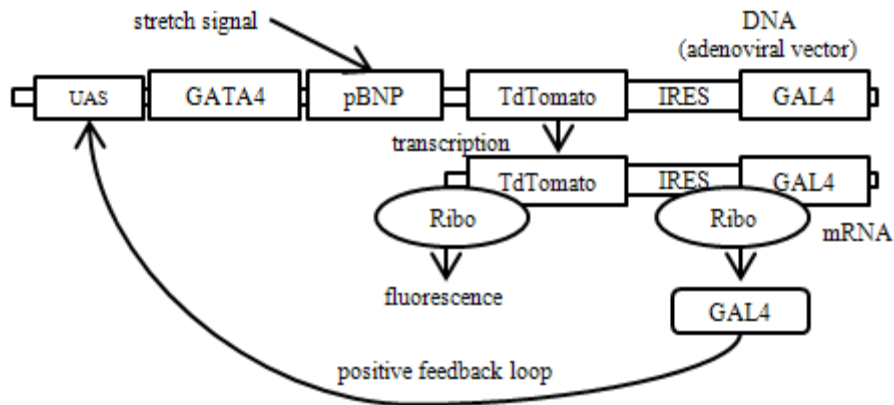 stretch signal
DNA
(adenoviral vector)
UAS GATA4 pBNP TdTomato IRES GAL4
transcription
TdTomato IRES GAL4
Ribo Ribo
mRNA
fluorescence
GAL4
positive feedback loop